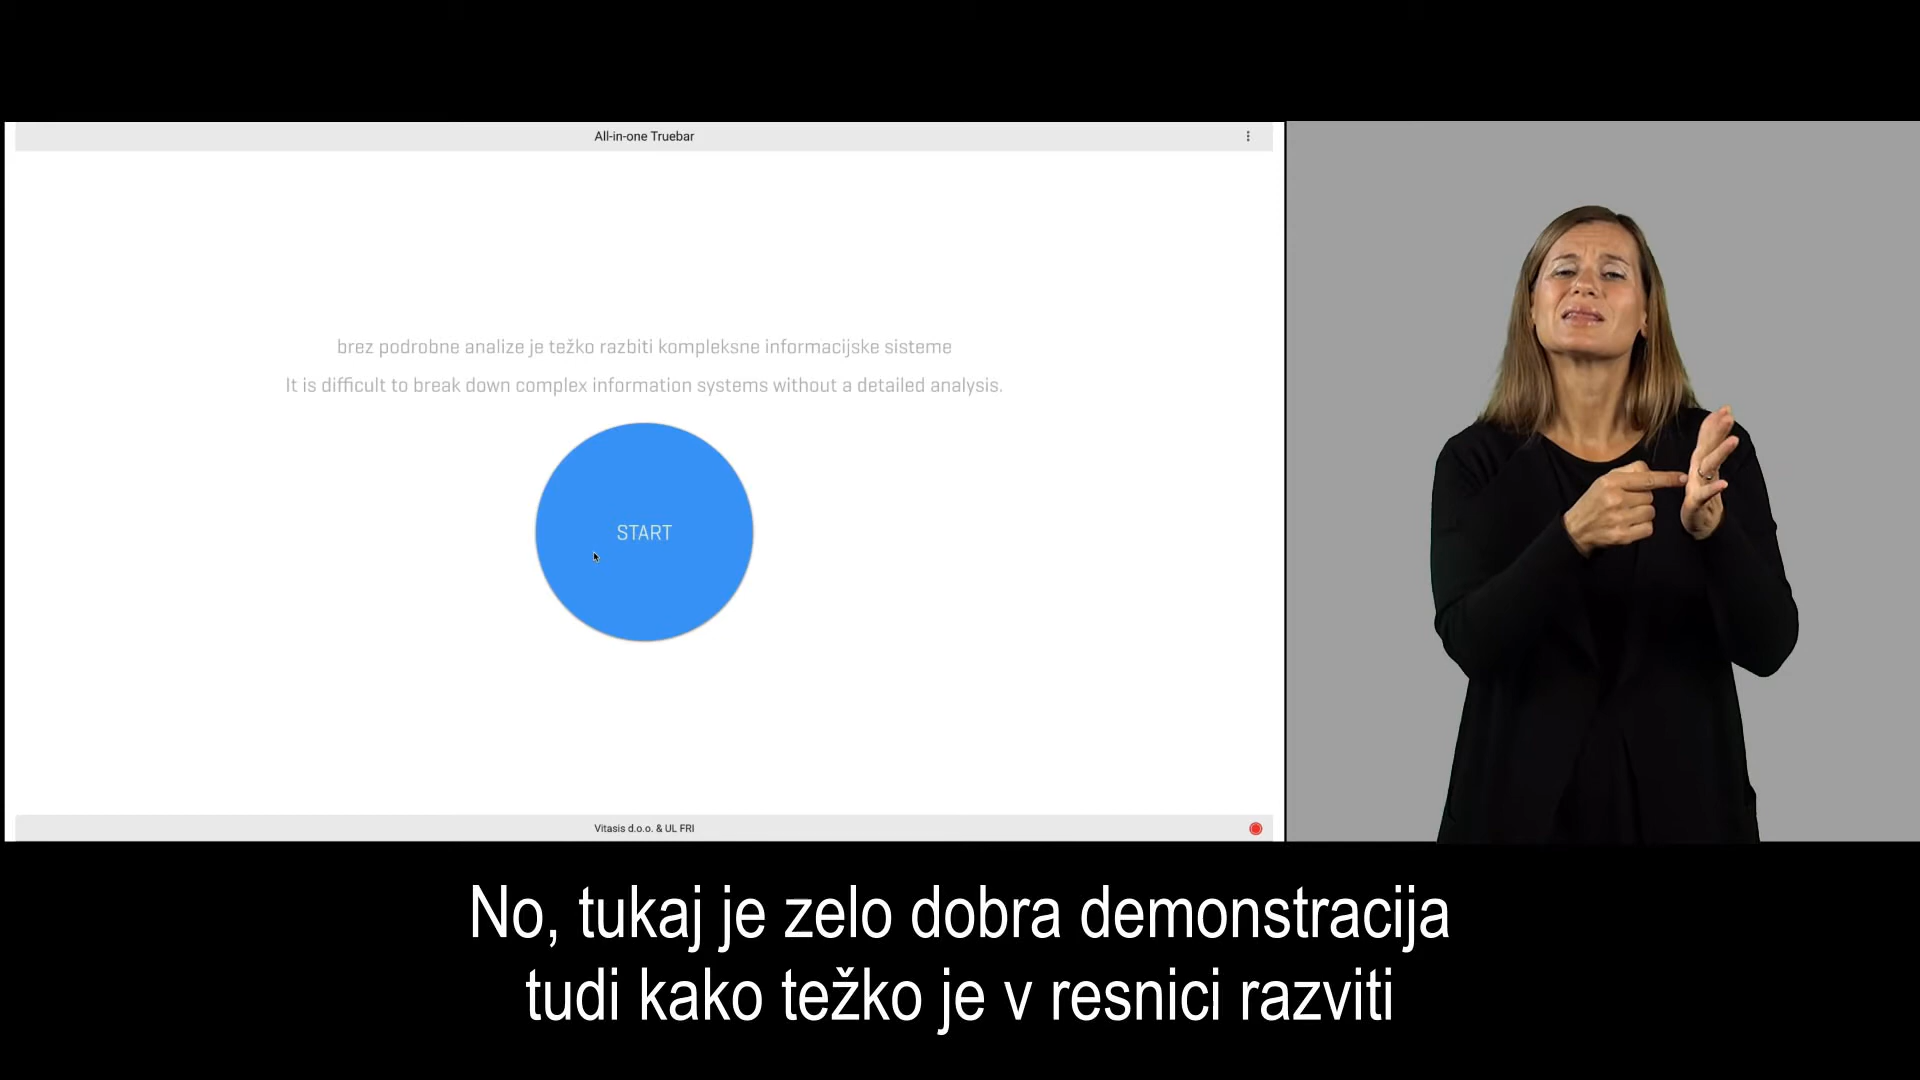 All-in-one Truebar
brez podrobne analize je težko razbiti kompleksne informacijske sisteme
It is difficult to break down complex information systems without a detailed analysis.
START
Vitasis d.o.o. & UL FRI
No, tukaj je zelo dobra demonstracija
tudi kako težko je v resnici razviti